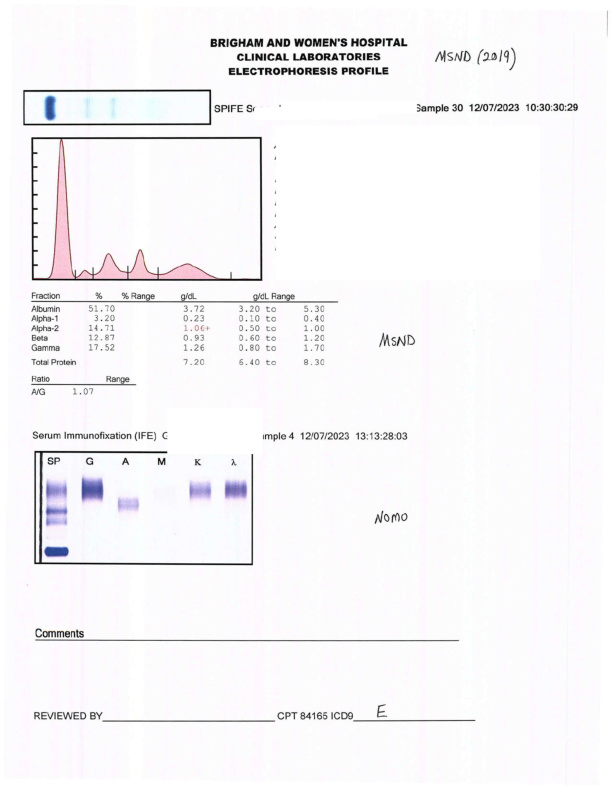 BRIGHAM AND WOMEN'S HOSPITAL
CLINICAL LABORATORIES
ELECTROPHORESIS PROFILE
MSND (2019)
SPIFE Sample 30 12/07/2023 10:30:30:29
Fraction % % Range g/dL g/dL Range
Albumin 51.70 3.72 3.20 to 5.30
Alpha-1 3.20 0.23 0.10 to 0.40
Alpha-2 14.71 1.06+ 0.50 to 1.00
Beta 12.87 0.93 0.60 to 1.20
Gamma 17.52 1.26 0.80 to 1.70
MSND
Total Protein 7.20 6.40 to 8.30
Ratio Range
A/G 1.07
Serum Immunofixation (IFE) 4 12/07/2023 13:13:28:03
SP G A M K λ
NOMO
Comments
REVIEWED BY CPT 84165 ICD9 E